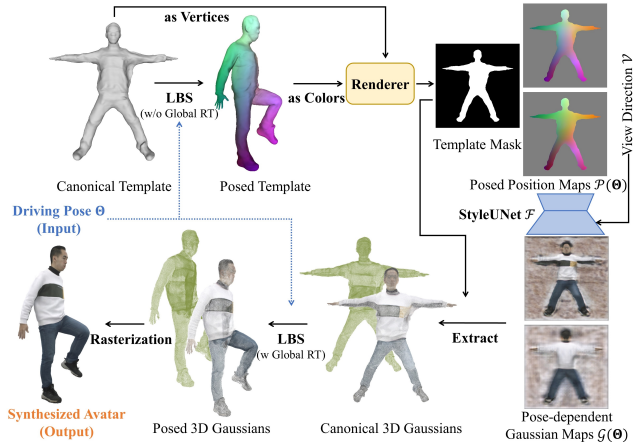 as Vertices
LBS
(w/o Global RT)
as Colors
Renderer
Template Mask
View Direction 𝒱
Canonical Template
Posed Template
Posed Position Maps 𝒫(Θ)
Driving Pose Θ
(Input)
StyleUNet ℱ
Rasterization
LBS
(w Global RT)
Extract
Synthesized Avatar
(Output)
Posed 3D Gaussians
Canonical 3D Gaussians
Pose-dependent
Gaussian Maps 𝒢(Θ)